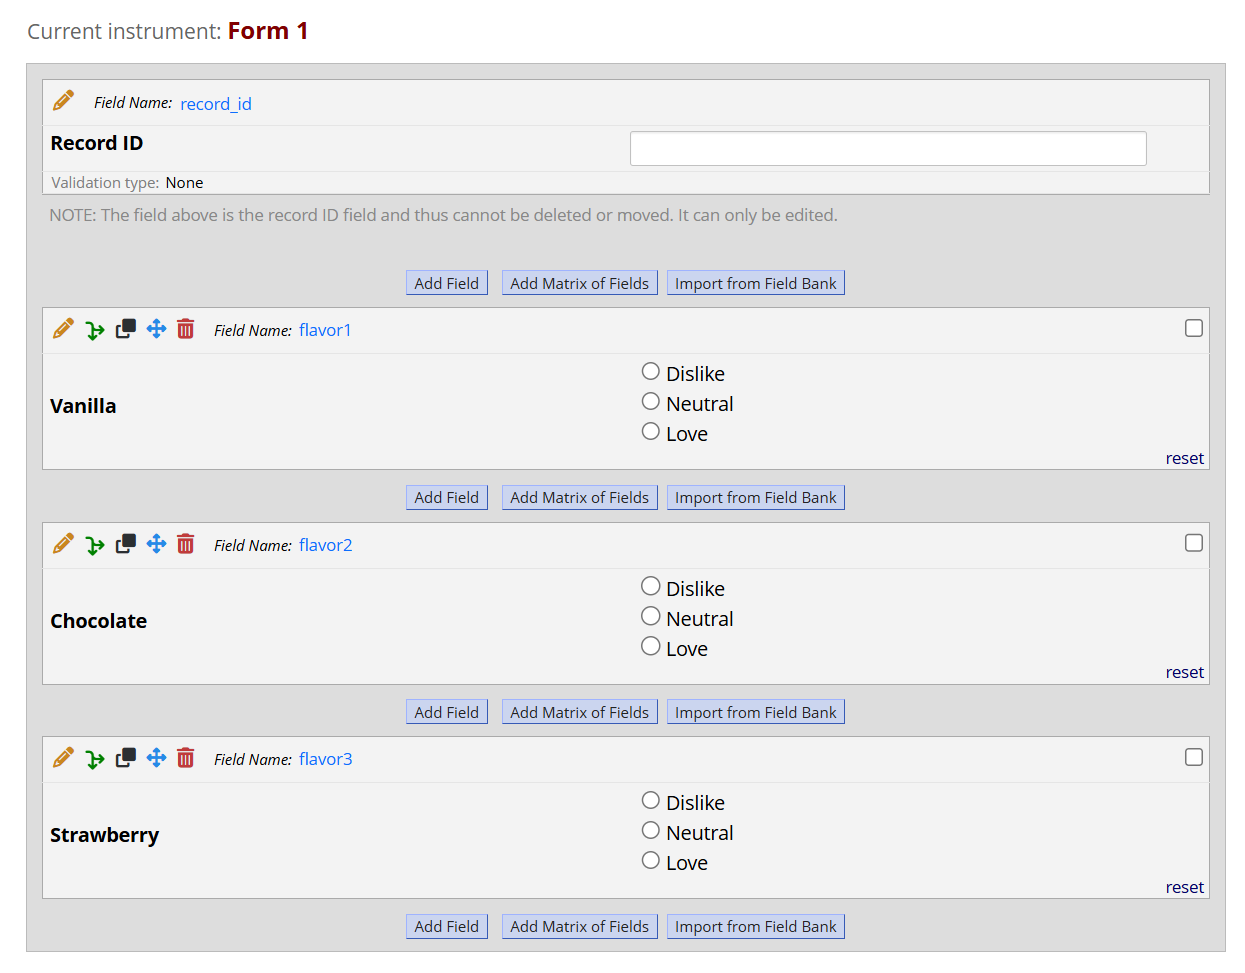 Current instrument: Form 1
Field Name: record_id
Record ID
Validation type: None
NOTE: The field above is the record ID field and thus cannot be deleted or moved. It can only be edited.
Add Field Add Matrix of Fields Import from Field Bank
Field Name: flavor1
Vanilla
Dislike
Neutral
Love
reset
Add Field Add Matrix of Fields Import from Field Bank
Field Name: flavor2
Chocolate
Dislike
Neutral
Love
reset
Add Field Add Matrix of Fields Import from Field Bank
Field Name: flavor3
Strawberry
Dislike
Neutral
Love
reset
Add Field Add Matrix of Fields Import from Field Bank